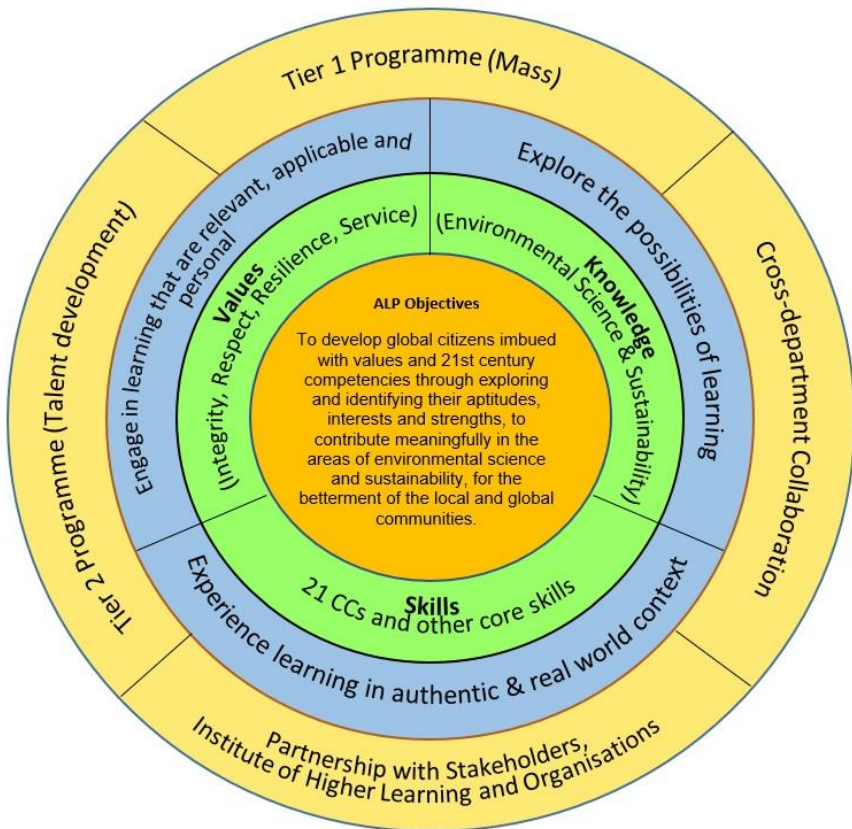 Tier 1 Programme (Mass)
Cross-department Collaboration
Partnership with Stakeholders,
Institute of Higher Learning and Organisations
Tier 2 Programme (Talent development)
Explore the possibilities of learning
Experience learning in authentic & real world context
Engage in learning that are relevant, applicable and
personal
Knowledge
(Environmental Science & Sustainability)
Skills
21 CCs and other core skills
Values
(Integrity, Respect, Resilience, Service)
ALP Objectives
To develop global citizens imbued
with values and 21st century
competencies through exploring
and identifying their aptitudes,
interests and strengths, to
contribute meaningfully in the
areas of environmental science
and sustainability, for the
betterment of the local and global
communities.